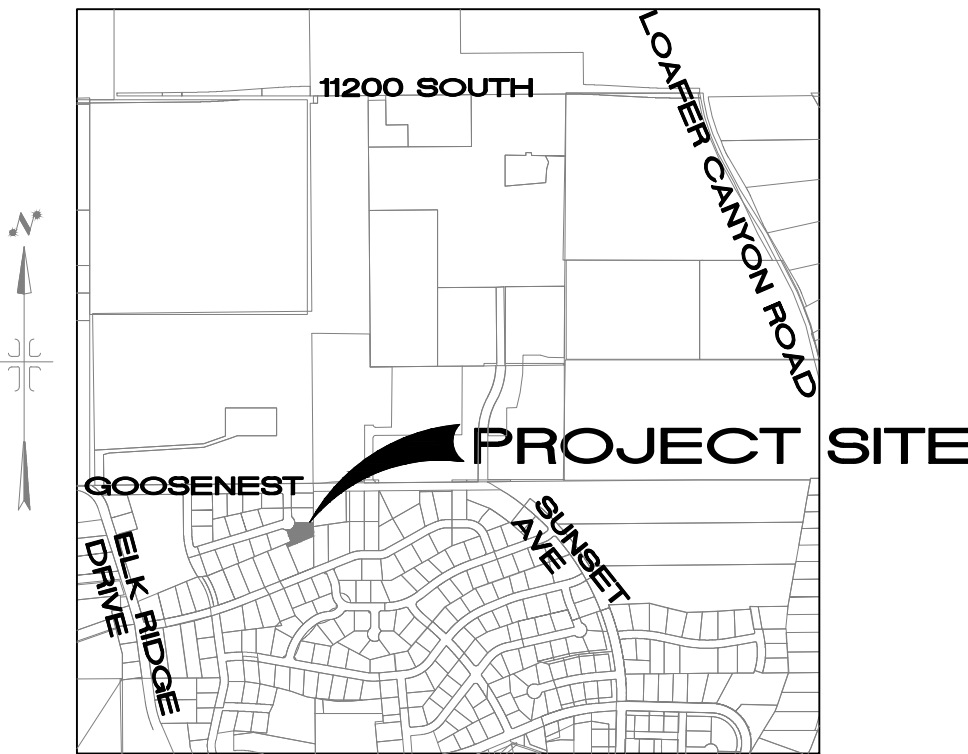 11200 SOUTH
LOAFER CANYON ROAD
N
PROJECT SITE
GOOSENEST
SUNSET
AVE
ELK RIDGE
DRIVE